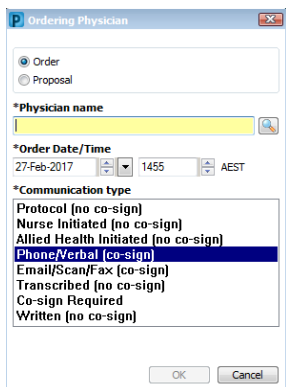 P Ordering Physician
Order
Proposal
*Physician name
*Order Date/Time
27-Feb-2017 1455 AEST
*Communication type
Protocol (no co-sign)
Nurse Initiated (no co-sign)
Allied Health Initiated (no co-sign)
Phone/Verbal (co-sign)
Email/Scan/Fax (co-sign)
Transcribed (no co-sign)
Co-sign Required
Written (no co-sign)
OK Cancel